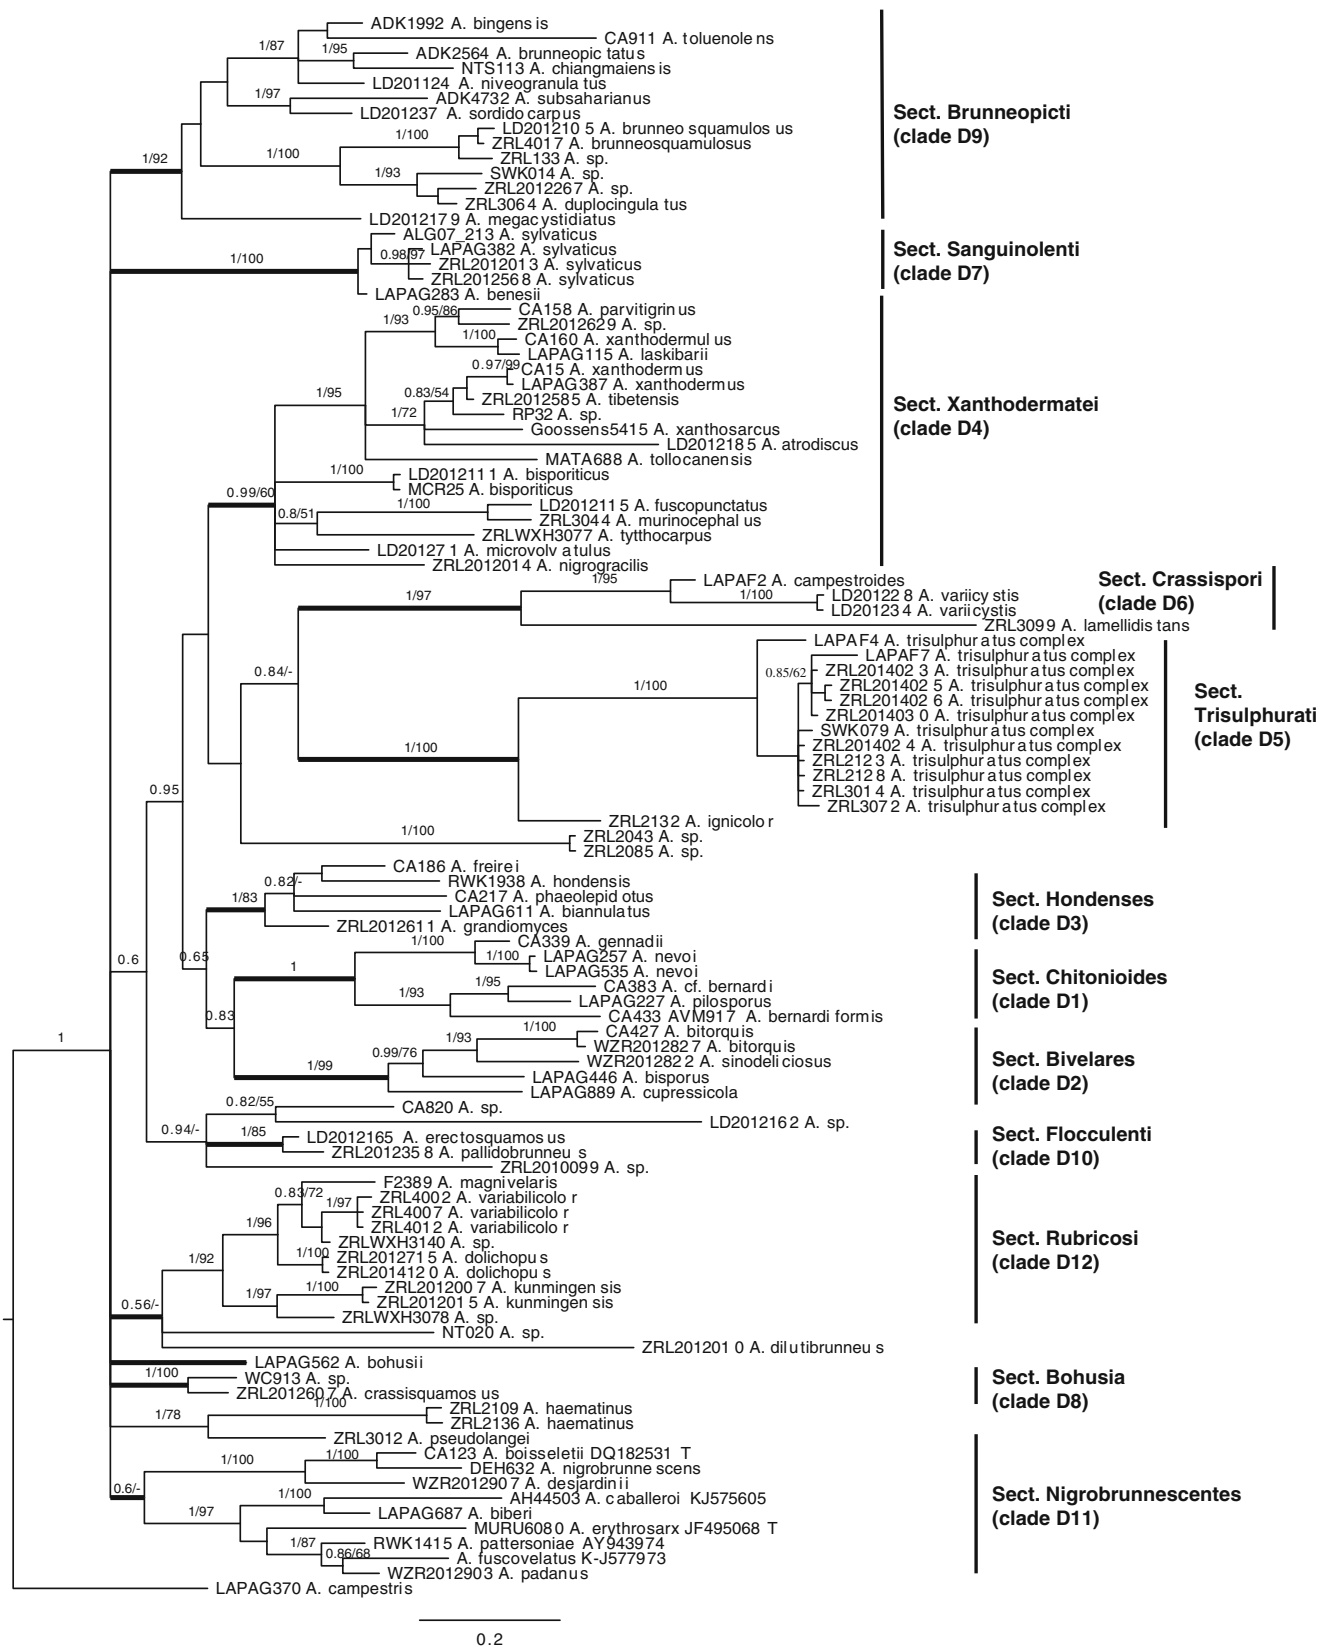 ADK1992 A. bingensis
CA911 A. toluenolens
1/87
1/95
ADK2564 A. brunneopictatus
NTS113 A. chiangmaiensis
LD201124 A. niveogranulatus
1/97
ADK4732 A. subsaharianus
LD201237 A. sordidocarpus
LD2012105 A. brunneosquamulosus
1/100
ZRL4017 A. brunneosquamulosus
1/92
1/100
ZRL133 A. sp.
1/93
SWK014 A. sp.
ZRL2012267 A. sp.
ZRL3064 A. duplocingulatus
LD2012179 A. megacystidiatus
Sect. Brunneopicti
(clade D9)
ALG07_213 A. sylvaticus
1/100
0.98/97
LAPAG382 A. sylvaticus
ZRL2012013 A. sylvaticus
ZRL2012568 A. sylvaticus
LAPAG283 A. benesii
Sect. Sanguinolenti
(clade D7)
0.95/86
CA158 A. parvitigrinus
1/93
ZRL2012629 A. sp.
1/100
CA160 A. xanthodermulus
LAPAG115 A. laskibarii
0.97/99
CA15 A. xanthodermus
LAPAG387 A. xanthodermus
1/95
0.83/54
ZRL2012585 A. tibetensis
1/72
RP32 A. sp.
Goossens5415 A. xanthosarcus
LD2012185 A. atrodiscus
MATA688 A. tollocanensis
1/100
LD2012111 A. bisporiticus
0.99/60
MCR25 A. bisporiticus
1/100
LD2012115 A. fuscopunctatus
0.8/51
ZRL3044 A. murinocephalus
ZRLWXH3077 A. tytthocarpus
LD201271 A. microvolvatulus
ZRL2012014 A. nigrogracilis
Sect. Xanthodermatei
(clade D4)
1/95
LAPAF2 A. campestroides
1/97
1/100
LD201228 A. variicystis
LD201234 A. variicystis
ZRL3099 A. lamellidistans
Sect. Crassispori
(clade D6)
LAPAF4 A. trisulphuratus complex
LAPAF7 A. trisulphuratus complex
0.84/-
0.85/62
ZRL2014023 A. trisulphuratus complex
1/100
ZRL2014025 A. trisulphuratus complex
ZRL2014026 A. trisulphuratus complex
ZRL2014030 A. trisulphuratus complex
SWK079 A. trisulphuratus complex
1/100
ZRL2014024 A. trisulphuratus complex
ZRL2123 A. trisulphuratus complex
ZRL2128 A. trisulphuratus complex
0.95
ZRL3014 A. trisulphuratus complex
ZRL3072 A. trisulphuratus complex
ZRL2132 A. ignicolor
Sect.
Trisulphurati
(clade D5)
1/100
ZRL2043 A. sp.
ZRL2085 A. sp.
CA186 A. freirei
0.82/-
RWK1938 A. hondensis
1/83
CA217 A. phaeolepidotus
LAPAG611 A. biannulatus
ZRL2012611 A. grandiomyces
Sect. Hondenses
(clade D3)
0.6
0.65
1/100
CA339 A. gennadii
1
1/100
LAPAG257 A. nevoi
LAPAG535 A. nevoi
1/95
CA383 A. cf. bernardi
1/93
LAPAG227 A. pilosporus
0.83
CA433 AVM917 A. bernardiformis
Sect. Chitonioides
(clade D1)
1
1/100
CA427 A. bitorquis
1/93
WZR2012827 A. bitorquis
0.99/76
WZR2012822 A. sinodeliciosus
1/99
LAPAG446 A. bisporus
LAPAG889 A. cupressicola
Sect. Bivelares
(clade D2)
0.82/55
CA820 A. sp.
LD2012162 A. sp.
0.94/-
1/85
LD2012165 A. erectosquamosus
ZRL2012358 A. pallidobrunneus
ZRL2010099 A. sp.
Sect. Flocculenti
(clade D10)
F2389 A. magnivelaris
0.83/72
1/97
ZRL4002 A. variabilicolor
ZRL4007 A. variabilicolor
1/96
ZRL4012 A. variabilicolor
ZRLWXH3140 A. sp.
1/92
1/100
ZRL2012715 A. dolichopus
ZRL2014120 A. dolichopus
1/100
ZRL2012007 A. kunmingensis
1/97
ZRL2012015 A. kunmingensis
0.56/-
ZRLWXH3078 A. sp.
NT020 A. sp.
ZRL2012010 A. dilutibrunneus
Sect. Rubricosi
(clade D12)
LAPAG562 A. bohusii
1/100
WC913 A. sp.
ZRL2012607 A. crassisquamosus
Sect. Bohusia
(clade D8)
1/100
ZRL2109 A. haematinus
1/78
ZRL2136 A. haematinus
ZRL3012 A. pseudolangei
1/100
CA123 A. boisseletii DQ182531 T
1/100
DEH632 A. nigrobrunnescens
0.6/-
WZR2012907 A. desjardinii
1/100
AH44503 A. caballeroi KJ575605
1/97
LAPAG687 A. biberi
MURU6080 A. erythrosarx JF495068 T
1/87
RWK1415 A. pattersoniae AY943974
0.86/68
A. fuscovelatus K-J577973
WZR2012903 A. padanus
Sect. Nigrobrunnescentes
(clade D11)
LAPAG370 A. campestris
0.2